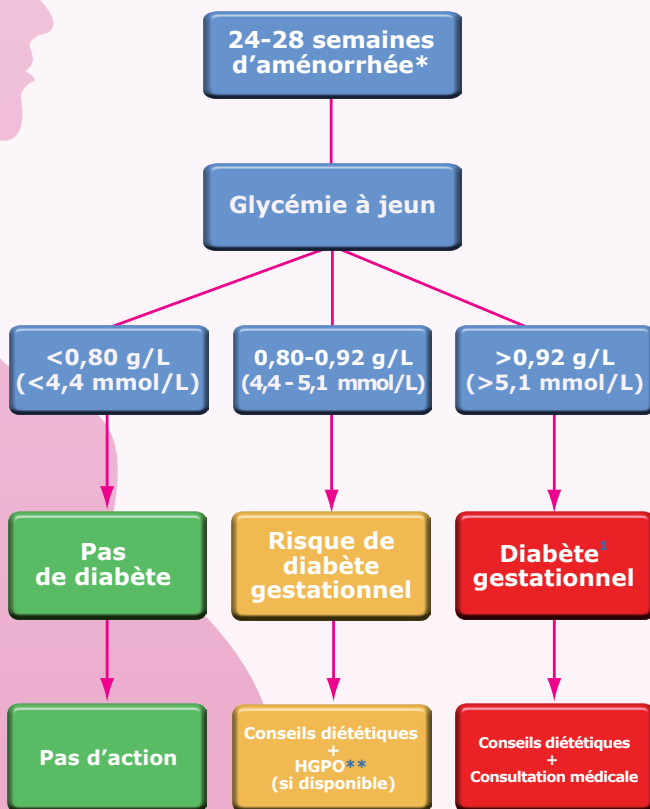 24-28 semaines
d'aménorrhée*
Glycémie à jeun
<0,80 g/L
(<4,4 mmol/L)
0,80-0,92 g/L
(4,4 - 5,1 mmol/L)
>0,92 g/L
(>5,1 mmol/L)
Pas
de diabète
Risque de
diabète
gestationnel
Diabète¹
gestationnel
Pas d'action
Conseils diététiques
+
HGPO**
(si disponible)
Conseils diététiques
+
Consultation médicale